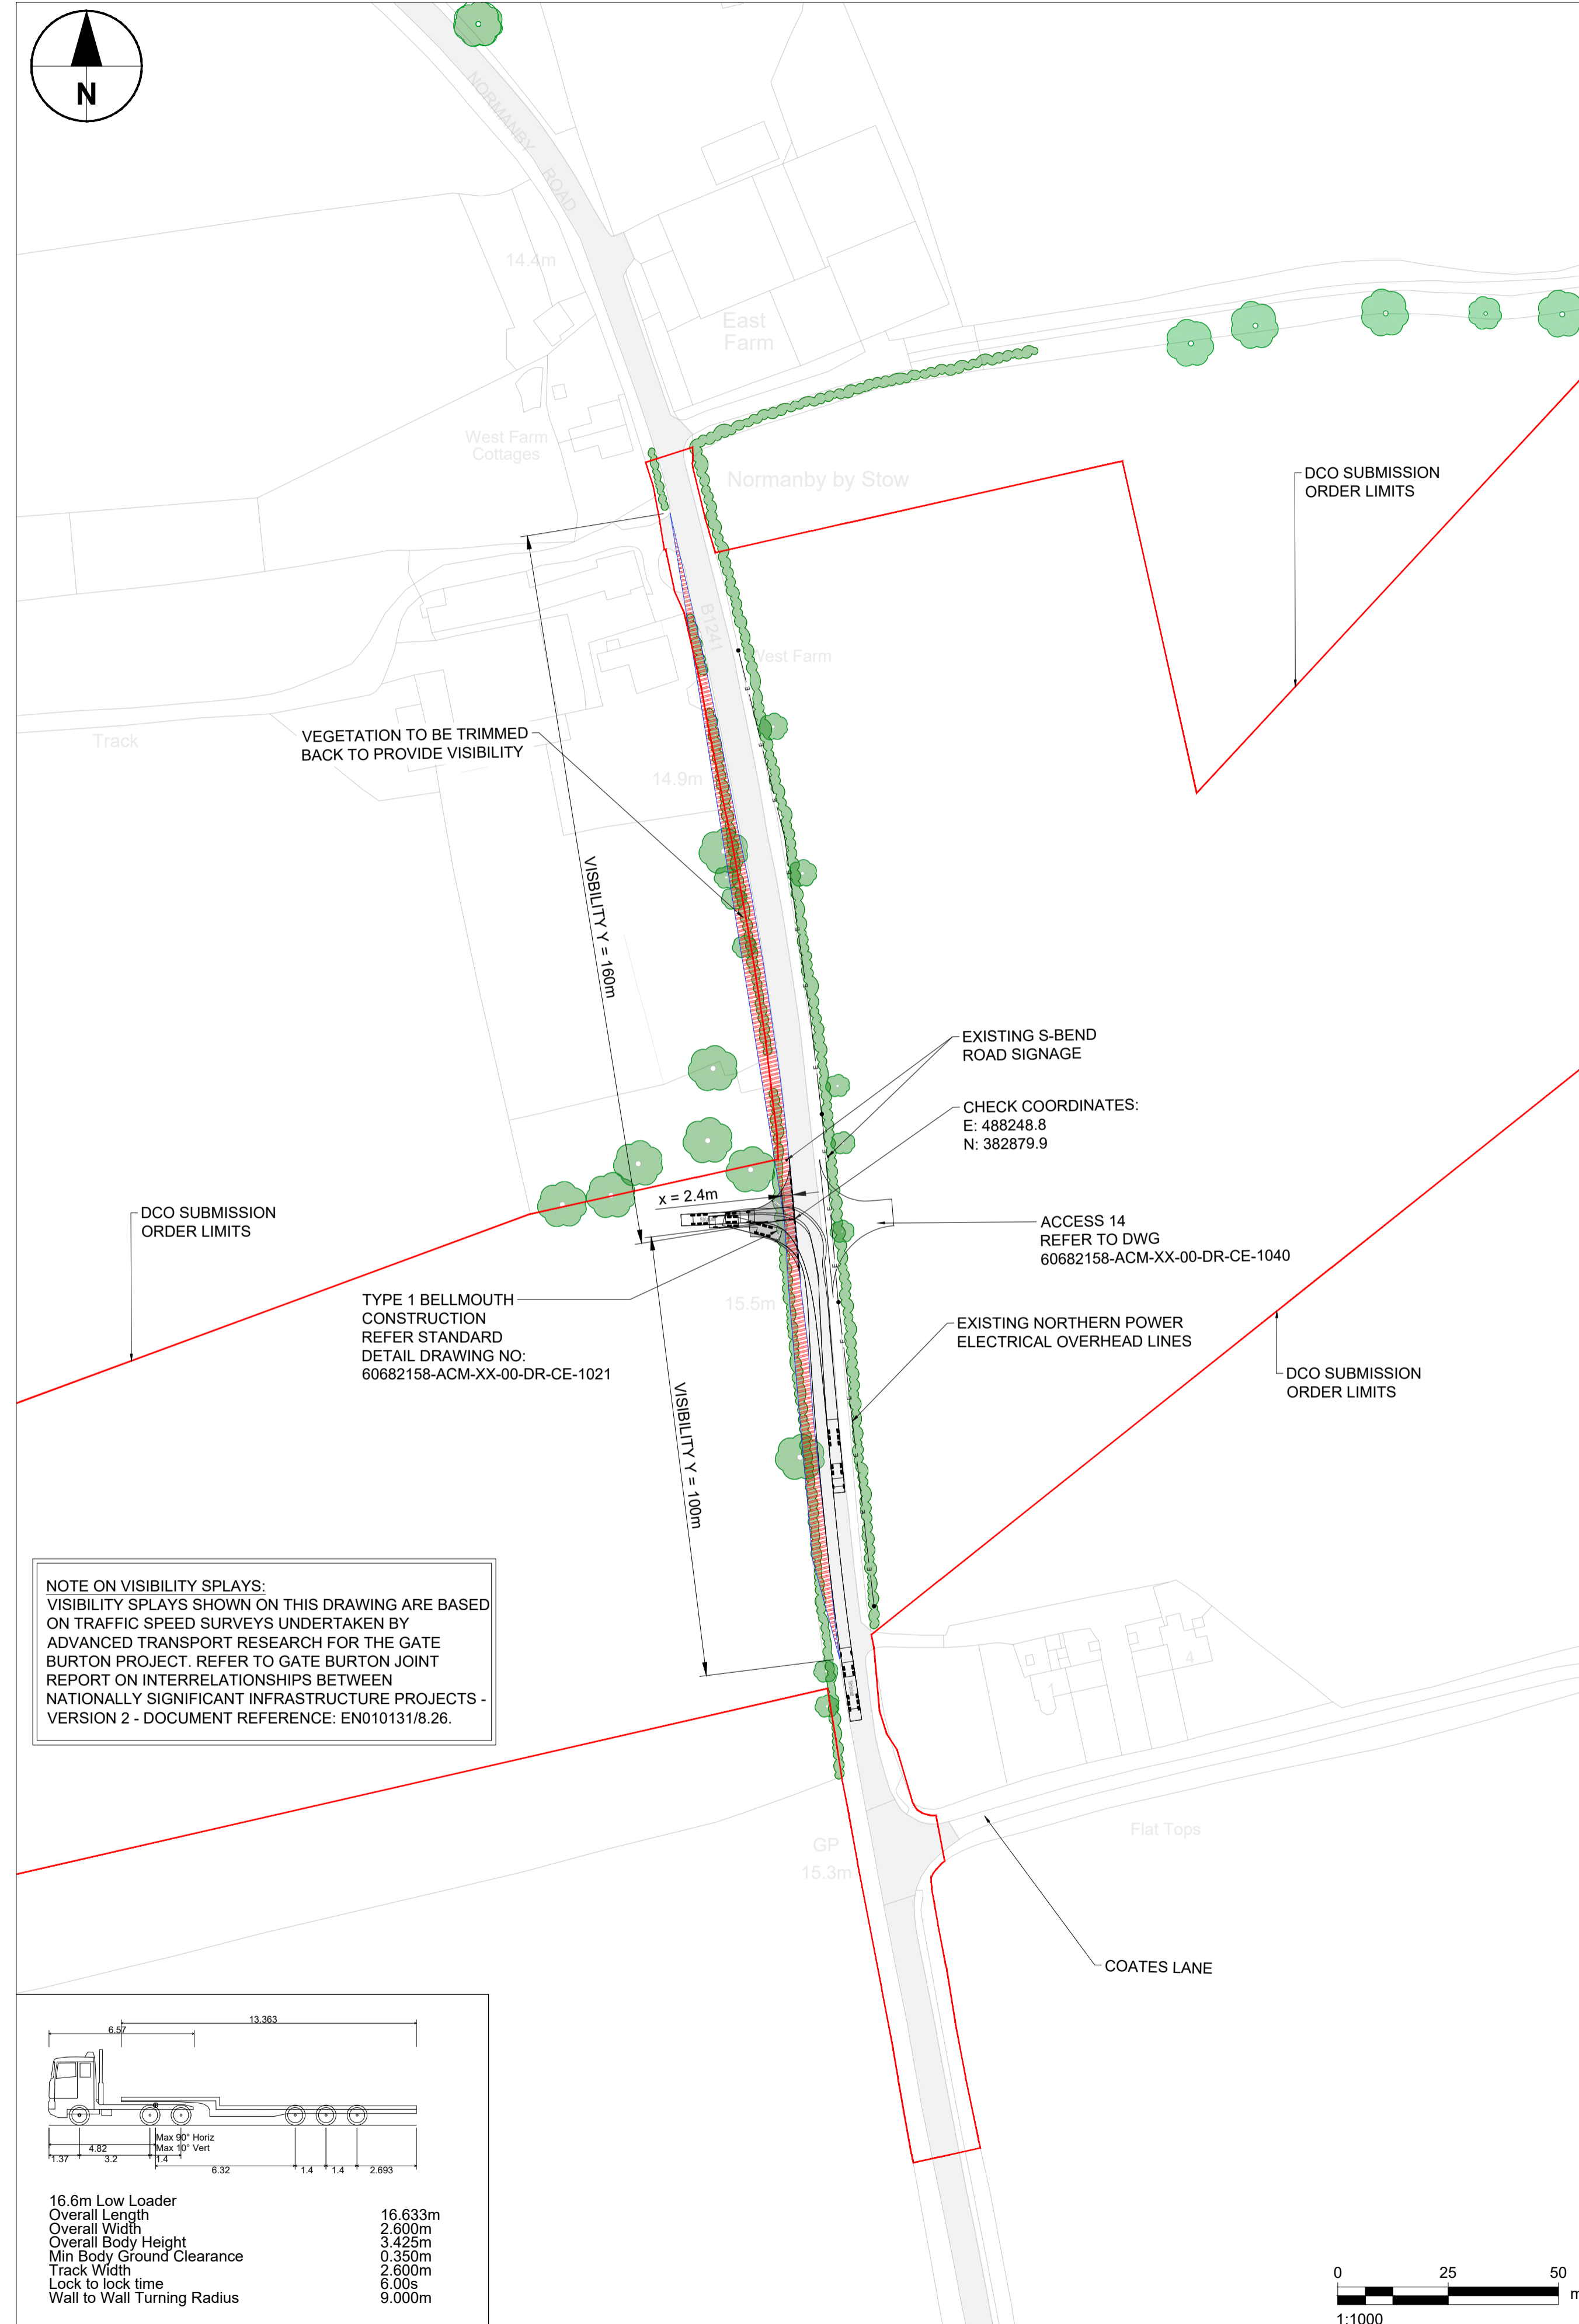 N
NORMANBY ROAD
14.4m
East
Farm
West Farm
Cottages
Normanby by Stow
DCO SUBMISSION
ORDER LIMITS
B1241
West Farm
Track
VEGETATION TO BE TRIMMED
BACK TO PROVIDE VISIBILITY
14.9m
VISBILITY Y = 160m
EXISTING S-BEND
ROAD SIGNAGE
CHECK COORDINATES:
E: 488248.8
N: 382879.9
x = 2.4m
DCO SUBMISSION
ORDER LIMITS
ACCESS 14
REFER TO DWG
60682158-ACM-XX-00-DR-CE-1040
TYPE 1 BELLMOUTH
CONSTRUCTION
REFER STANDARD
DETAIL DRAWING NO:
60682158-ACM-XX-00-DR-CE-1021
15.5m
EXISTING NORTHERN POWER
ELECTRICAL OVERHEAD LINES
DCO SUBMISSION
ORDER LIMITS
VISIBILITY Y = 100m
NOTE ON VISIBILITY SPLAYS:
VISIBILITY SPLAYS SHOWN ON THIS DRAWING ARE BASED
ON TRAFFIC SPEED SURVEYS UNDERTAKEN BY
ADVANCED TRANSPORT RESEARCH FOR THE GATE
BURTON PROJECT. REFER TO GATE BURTON JOINT
REPORT ON INTERRELATIONSHIPS BETWEEN
NATIONALLY SIGNIFICANT INFRASTRUCTURE PROJECTS -
VERSION 2 - DOCUMENT REFERENCE: EN010131/8.26.
1
4
Flat Tops
GP
15.3m
COATES LANE
13.363
6.57
Max 90° Horiz
Max 10° Vert
4.82
1.37 3.2 1.4
6.32 1.4 1.4 2.693
16.6m Low Loader
Overall Length 16.633m
Overall Width 2.600m
Overall Body Height 3.425m
Min Body Ground Clearance 0.350m
Track Width 2.600m
Lock to lock time 6.00s
Wall to Wall Turning Radius 9.000m
0 25 50
m
1:1000